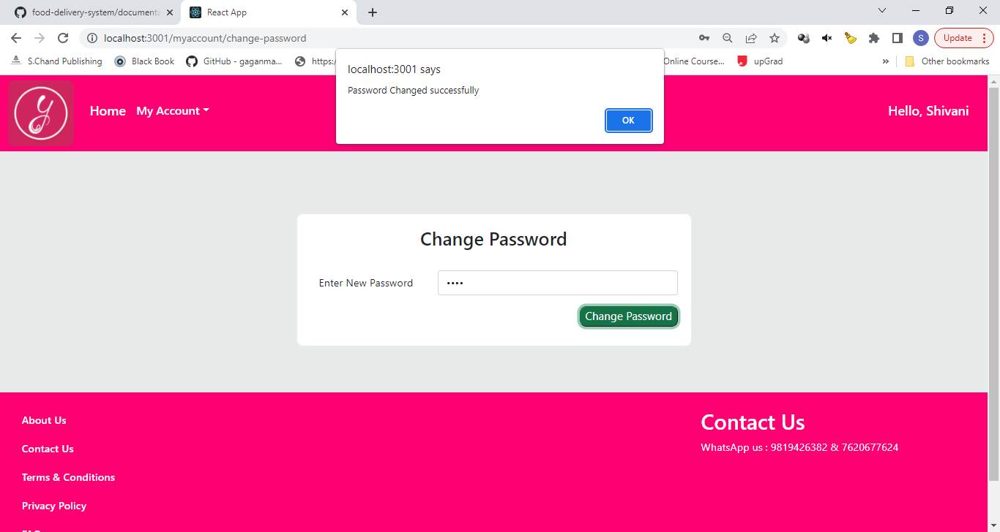 food-delivery-system/documenta
React App
localhost:3001/myaccount/change-password
S
Update
S.Chand Publishing
Black Book
GitHub - gaganma...
https:/
Online Course...
upGrad
»
Other bookmarks
localhost:3001 says
Password Changed successfully
OK
y
Home
My Account
Hello, Shivani
Change Password
Enter New Password
••••
Change Password
About Us
Contact Us
Terms & Conditions
Privacy Policy
FAQ
Contact Us
WhatsApp us : 9819426382 & 7620677624